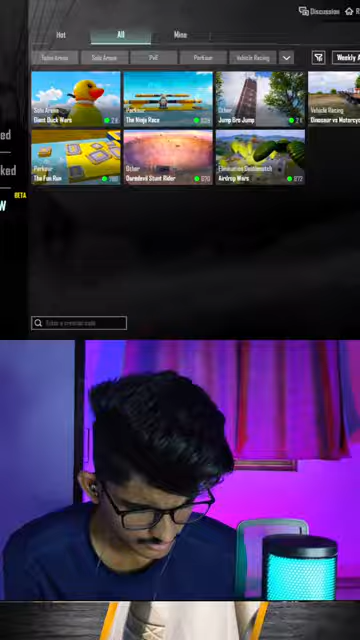 Discussion
Hot
All
Mine
Team Arena
Solo Arena
PvE
Parkour
Vehicle Racing
Weekly
Solo Arena
Giant Duck Wars
Parkour
The Ninja Race
Other
Jump Bro Jump
Vehicle Racing
Dinosaur vs Motorcy
ed
ked
BETA
W
Parkour
The Fan Run
Other
Daredevil Stunt Rider
Elimination Deathmatch
Airdrop Wars